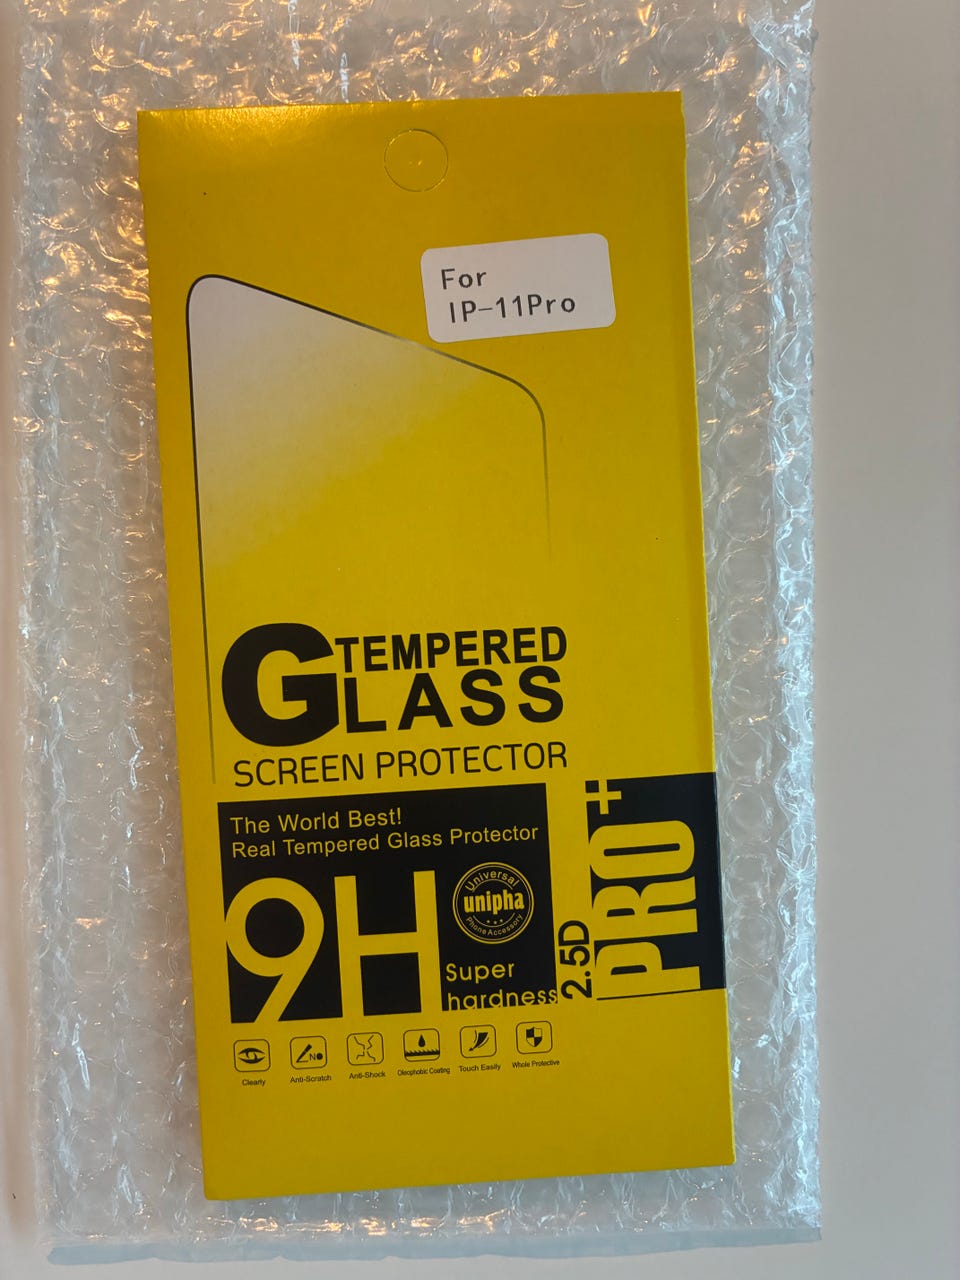 For
IP-11Pro
TEMPERED
GLASS
SCREEN PROTECTOR
The World Best!
Real Tempered Glass Protector
9H
Universal
unipha
Phone Accessory
Super
hardness
2.5D
PRO+
NO
Clearly
Anti-Scratch
Anti-Shock
Oleophobic Coating
Touch Easily
Whole Protective